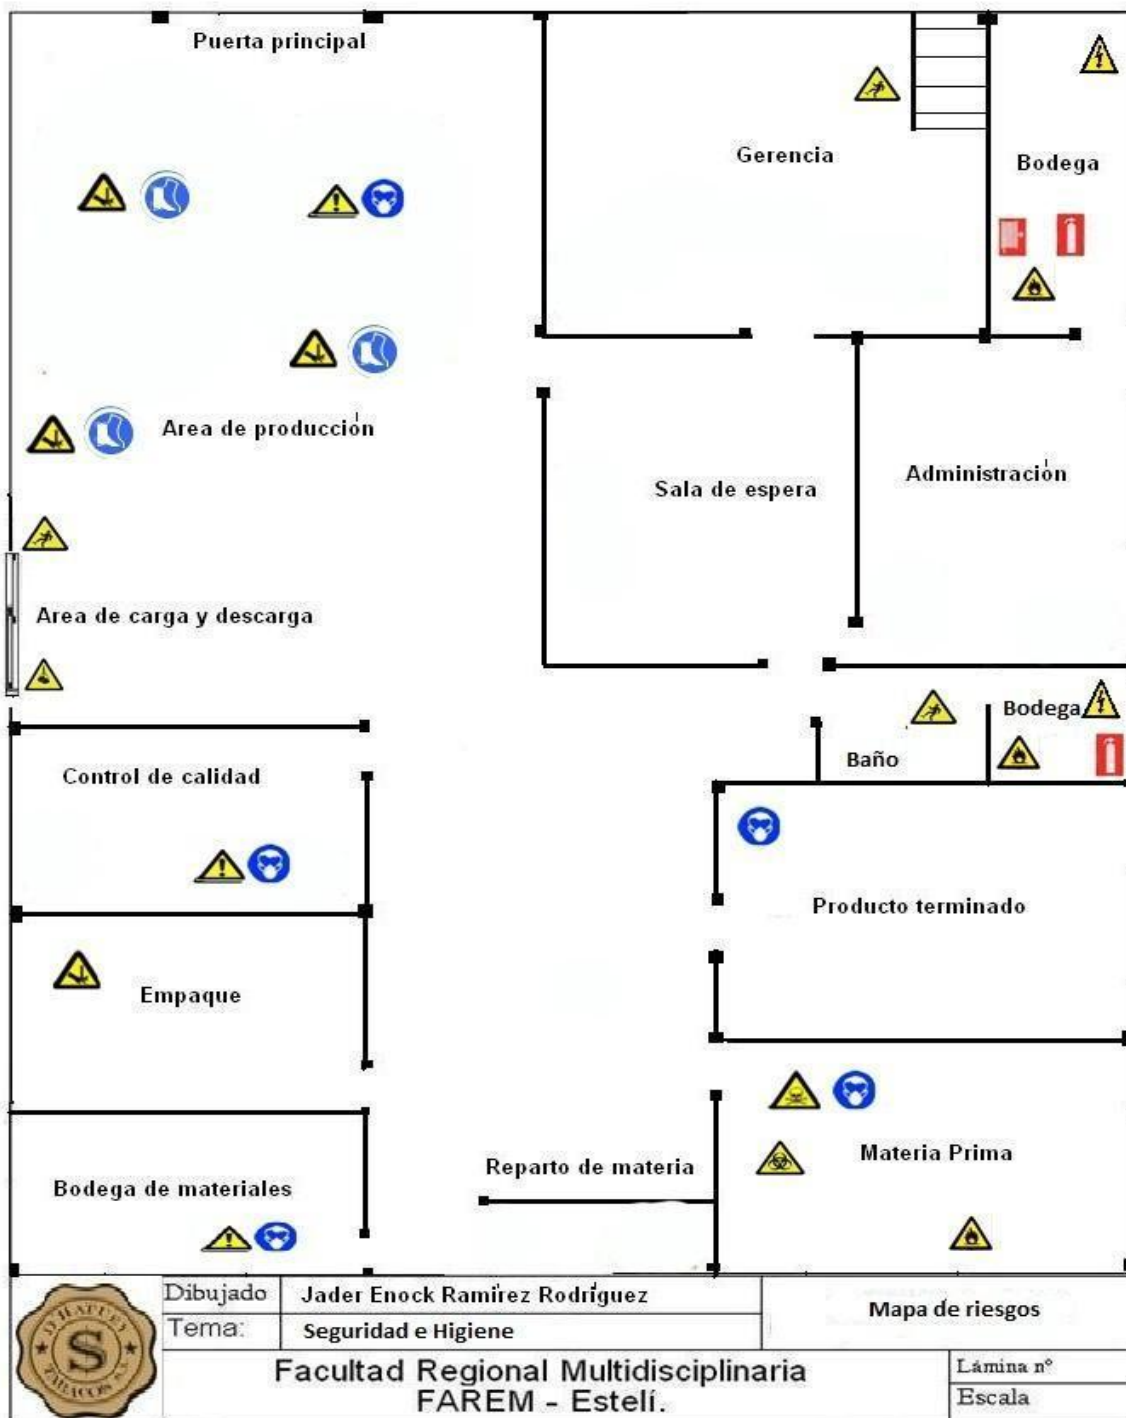 Puerta principal
Gerencia
Bodega
Area de producción
Sala de espera
Administración
Area de carga y descarga
Bodega
Baño
Control de calidad
Producto terminado
Empaque
Materia Prima
Reparto de materia
Bodega de materiales
Dibujado
Jader Enock Ramírez Rodríguez
Mapa de riesgos
Tema:
Seguridad e Higiene
Facultad Regional Multidisciplinaria
FAREM - Estelí.
Lámina nº
Escala
S